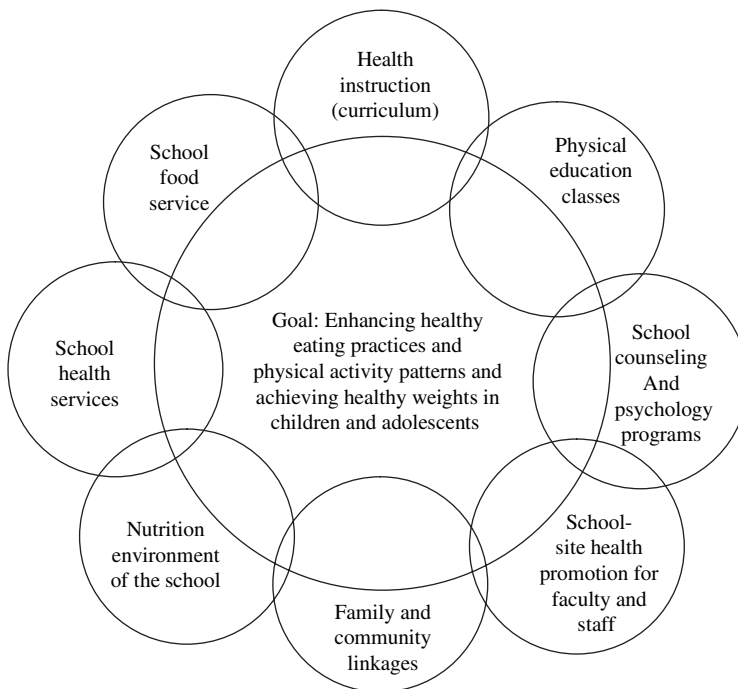 Health
instruction
(curriculum)
Physical
education
classes
School
counseling
And
psychology
programs
School-
site health
promotion for
faculty and
staff
Family and
community
linkages
Nutrition
environment
of the school
School
health
services
School
food
service
Goal: Enhancing healthy
eating practices and
physical activity patterns and
achieving healthy weights in
children and adolescents